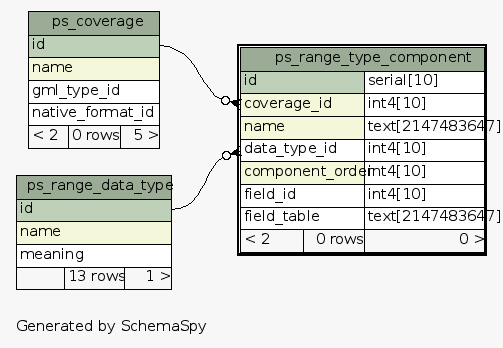 ps_coverage
id
name
gml_type_id
native_format_id
< 2 0 rows 5 >
ps_range_type_component
id serial[10]
coverage_id int4[10]
name text[2147483647]
data_type_id int4[10]
component_order int4[10]
field_id int4[10]
field_table text[2147483647]
< 2 0 rows 0 >
ps_range_data_type
id
name
meaning
13 rows 1 >
Generated by SchemaSpy